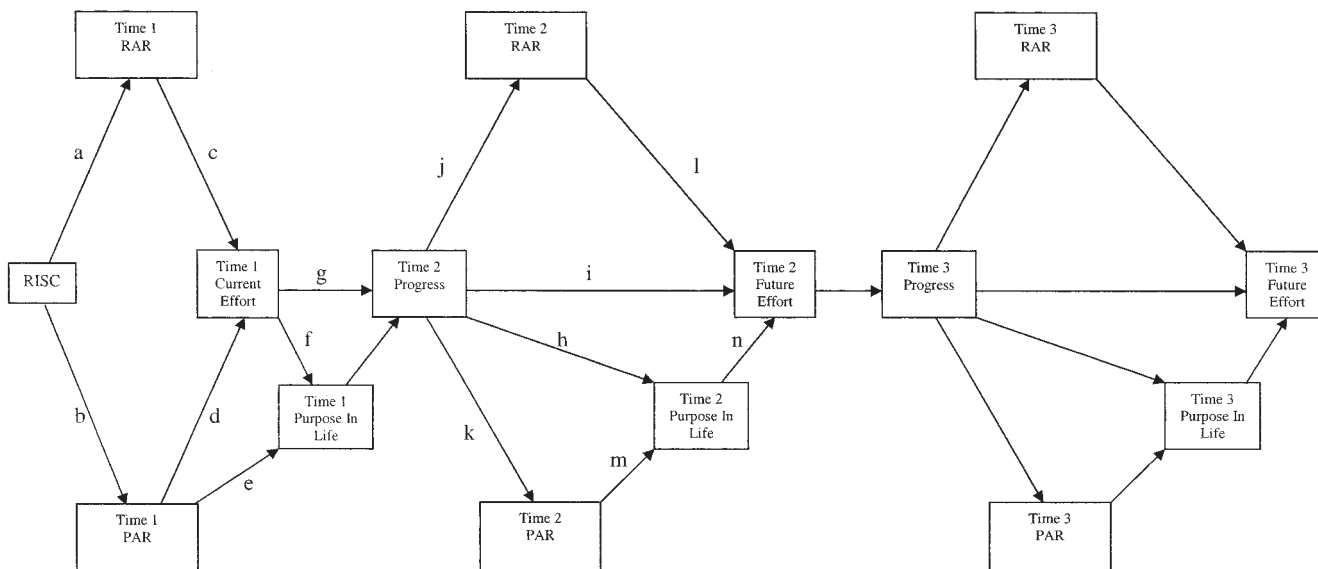 Time 1
RAR
Time 2
RAR
Time 3
RAR
a
c
j
l
RISC
Time 1
Current
Effort
g
Time 2
Progress
i
Time 2
Future
Effort
Time 3
Progress
Time 3
Future
Effort
f
h
n
b
d
Time 1
Purpose In
Life
k
Time 2
Purpose In
Life
Time 3
Purpose In
Life
e
m
Time 1
PAR
Time 2
PAR
Time 3
PAR